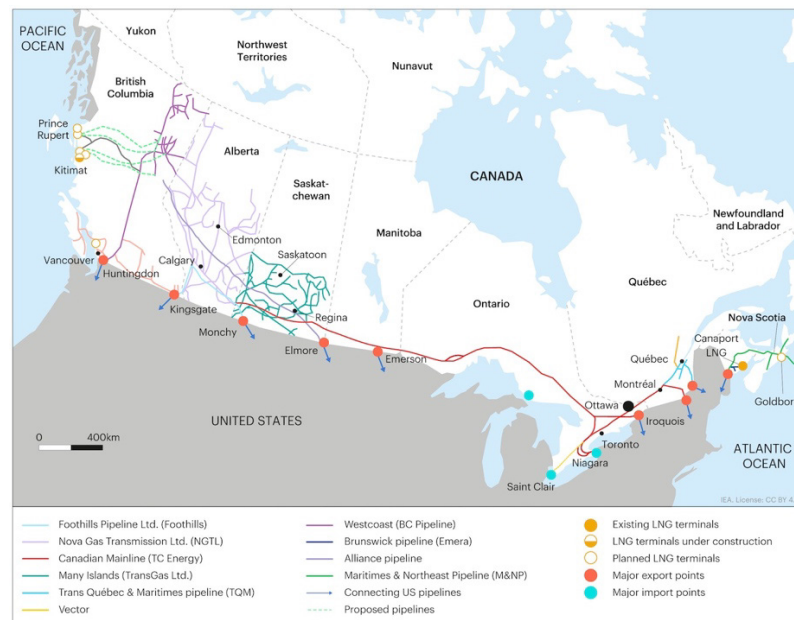 PACIFIC
OCEAN
Yukon
Northwest
Territories
Nunavut
British
Columbia
Prince
Rupert
Kitimat
Alberta
Saskat-
chewan
CANADA
Manitoba
Newfoundland
and Labrador
Edmonton
Saskatoon
Vancouver
Huntingdon
Calgary
Ontario
Québec
Kingsgate
Regina
Nova Scotia
Monchy
Canaport
LNG
Elmore
Emerson
Québec
Montréal
Goldbor
Ottawa
UNITED STATES
Iroquois
Toronto
0 400km
Niagara
ATLANTIC
OCEAN
Saint Clair
IEA. License: CC BY 4.
Foothills Pipeline Ltd. (Foothills)
Nova Gas Transmission Ltd. (NGTL)
Canadian Mainline (TC Energy)
Many Islands (TransGas Ltd.)
Trans Québec & Maritimes pipeline (TQM)
Vector
Westcoast (BC Pipeline)
Brunswick pipeline (Emera)
Alliance pipeline
Maritimes & Northeast Pipeline (M&NP)
Connecting US pipelines
Proposed pipelines
Existing LNG terminals
LNG terminals under construction
Planned LNG terminals
Major export points
Major import points